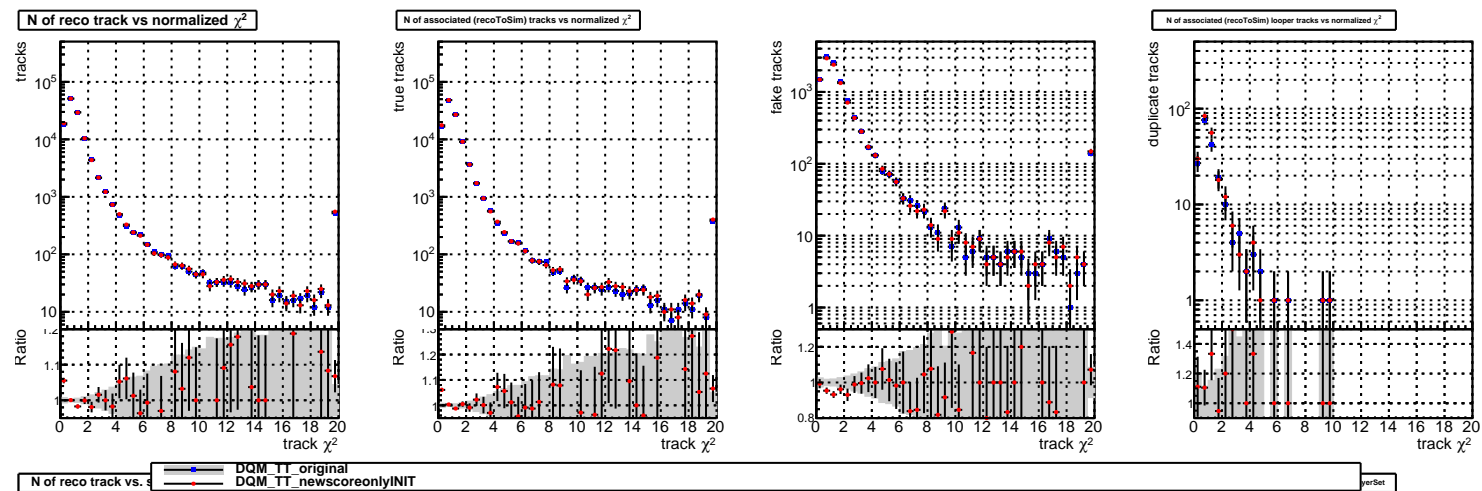 N of reco track vs normalized χ²
N of associated (recoToSim) tracks vs normalized χ²
N of associated (recoToSim) looper tracks vs normalized χ²
tracks
10⁵
10⁴
10³
10²
10
Ratio
1.2
1.1
1
0 2 4 6 8 10 12 14 16 18 20
track χ²
true tracks
10⁵
10⁴
10³
10²
10
Ratio
1.3
1.2
1.1
1
0 2 4 6 8 10 12 14 16 18 20
track χ²
fake tracks
10³
10²
10
1
Ratio
1.2
1
0.8
0 2 4 6 8 10 12 14 16 18 20
track χ²
duplicate tracks
10²
10
1
Ratio
1.4
1.2
1
0 2 4 6 8 10 12 14 16 18 20
track χ²
N of reco track vs. s
DQM_TT_original
DQM_TT_newscoreonlyINIT
yerSet